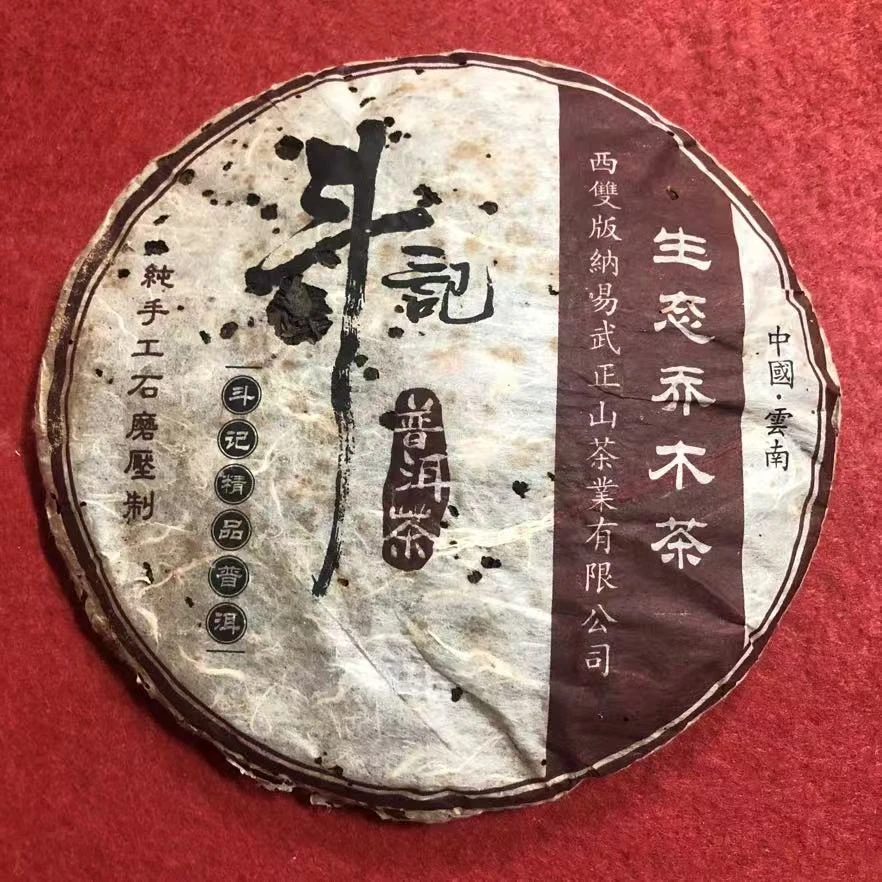 中國·雲南
生态乔木茶
西雙版納易武正山茶業有限公司
斗記
普洱茶
斗记精品普洱
純手工石磨壓制